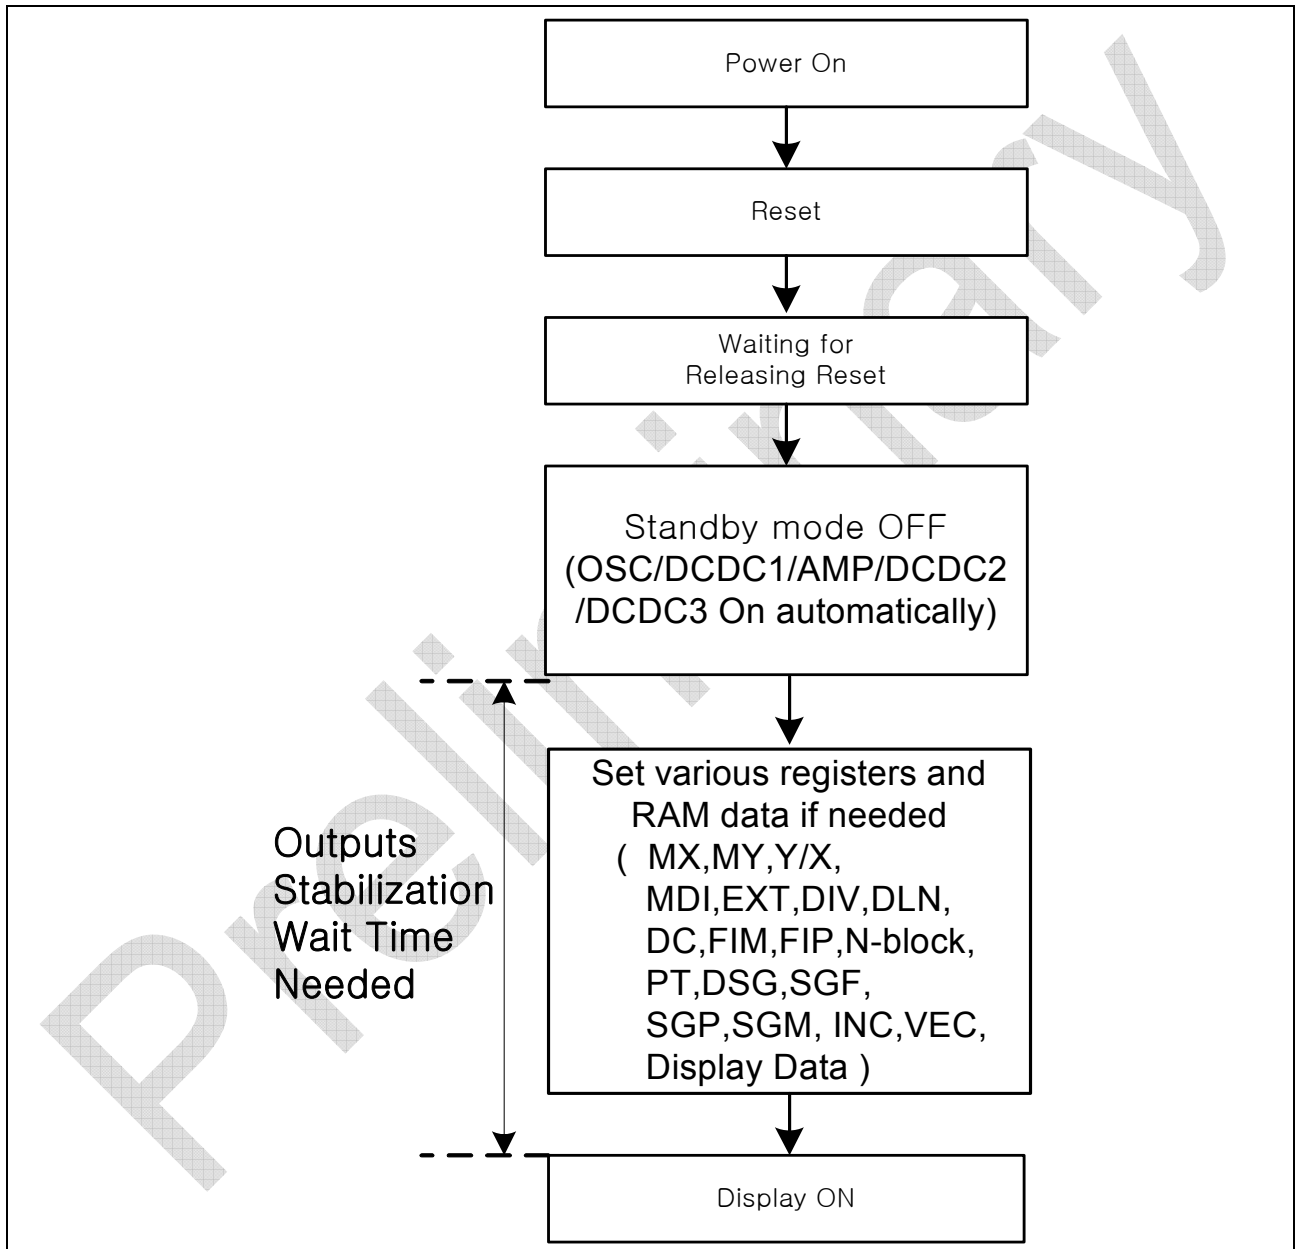 Power On
Reset
Waiting for
Releasing Reset
Standby mode OFF
(OSC/DCDC1/AMP/DCDC2
/DCDC3 On automatically)
Outputs
Stabilization
Wait Time
Needed
Set various registers and
RAM data if needed
( MX,MY,Y/X,
MDI,EXT,DIV,DLN,
DC,FIM,FIP,N-block,
PT,DSG,SGF,
SGP,SGM, INC,VEC,
Display Data )
Display ON
Preliminary